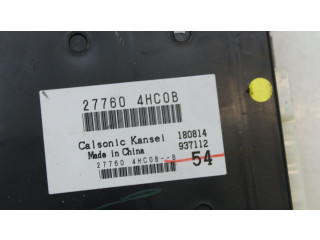 27760 4HC0B
Calsonic Kansei 180814
Made in China 937112
27760 4HC0B--B 54